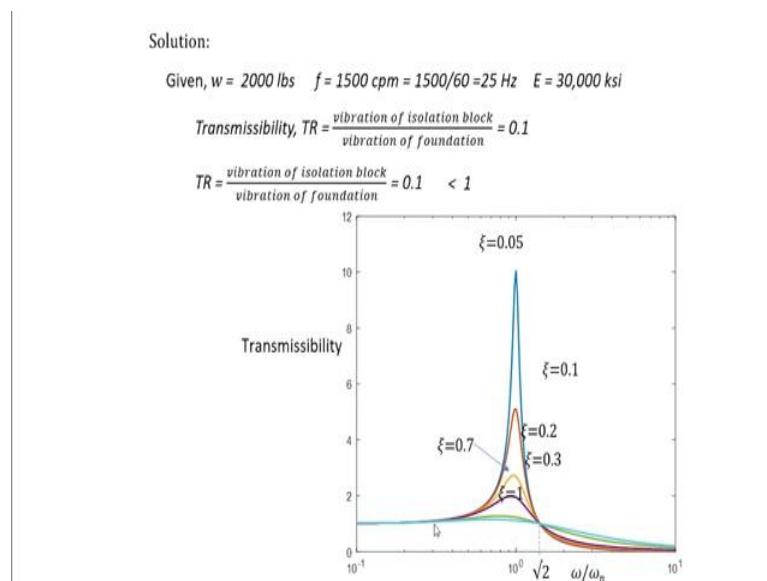 Solution:
Given, w = 2000 lbs f = 1500 cpm = 1500/60 =25 Hz E = 30,000 ksi
Transmissibility, TR = vibration of isolation block / vibration of foundation = 0.1
TR = vibration of isolation block / vibration of foundation = 0.1 < 1
12
ξ=0.05
10
8
Transmissibility
ξ=0.1
6
ξ=0.2
4
ξ=0.7
ξ=0.3
ξ=1
2
0
10⁻¹ 10⁰ √2 ω/ωₙ 10¹